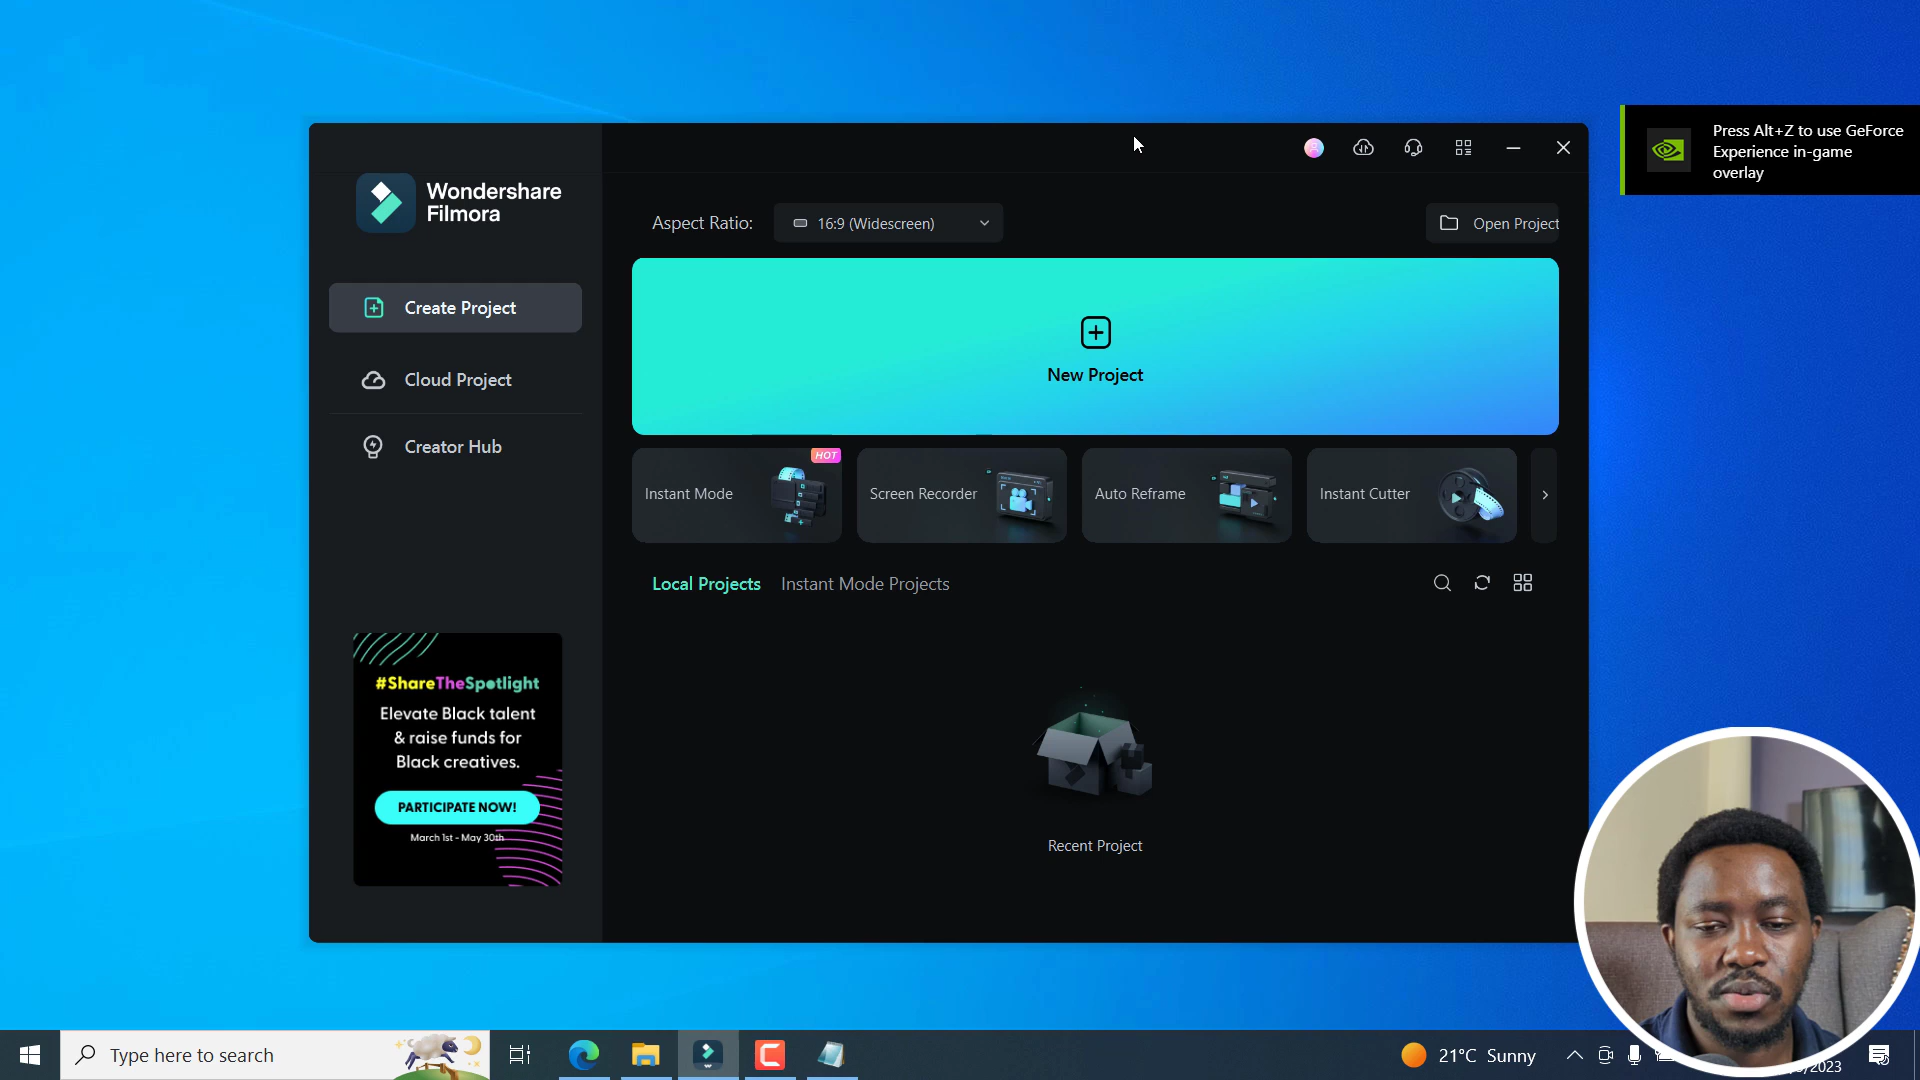 Press Alt+Z to use GeForce
Experience in-game
overlay
Wondershare
Filmora
Aspect Ratio:
16:9 (Widescreen)
Open Project
Create Project
New Project
Cloud Project
Creator Hub
HOT
Instant Mode
Screen Recorder
Auto Reframe
Instant Cutter
Local Projects
Instant Mode Projects
#ShareTheSpotlight
Elevate Black talent
& raise funds for
Black creatives.
PARTICIPATE NOW!
March 1st - May 30th
Recent Project
Type here to search
21°C Sunny